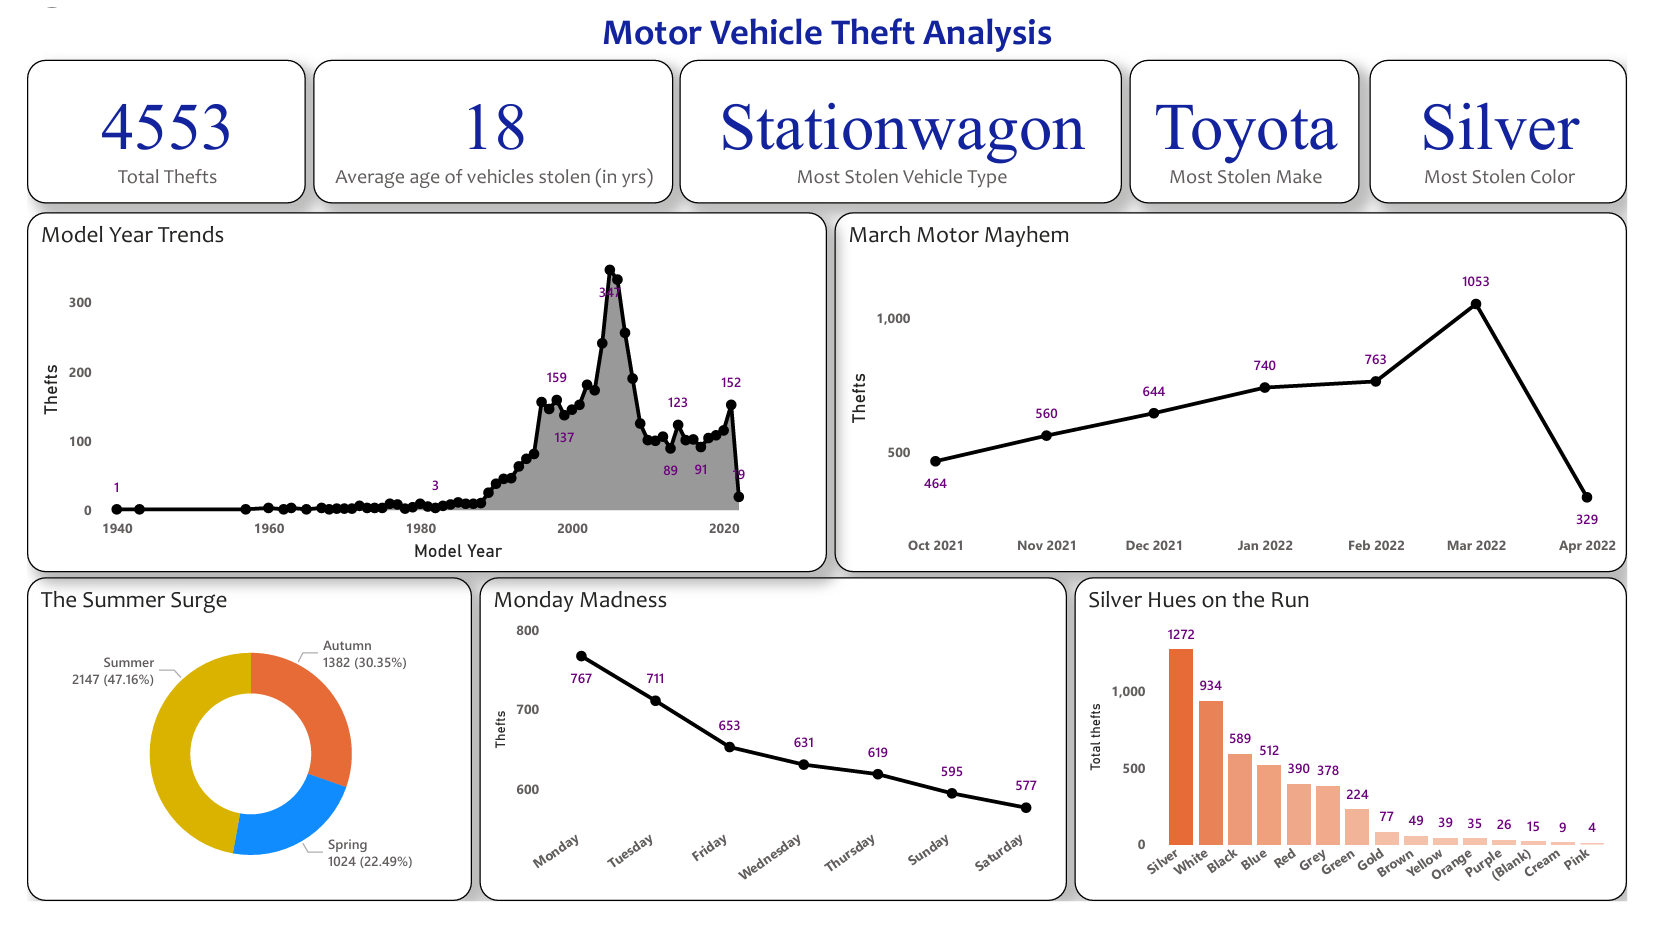 Motor Vehicle Theft Analysis
4553
Total Thefts
18
Average age of vehicles stolen (in yrs)
Stationwagon
Most Stolen Vehicle Type
Toyota
Most Stolen Make
Silver
Most Stolen Color
Model Year Trends
Thefts
300
200
100
0
1
3
159
137
347
89
123
91
152
19
1940
1960
1980
2000
2020
Model Year
March Motor Mayhem
Thefts
1,000
500
464
560
644
740
763
1053
329
Oct 2021
Nov 2021
Dec 2021
Jan 2022
Feb 2022
Mar 2022
Apr 2022
The Summer Surge
Autumn
1382 (30.35%)
Summer
2147 (47.16%)
Spring
1024 (22.49%)
Monday Madness
Thefts
800
700
600
767
711
653
631
619
595
577
Monday
Tuesday
Friday
Wednesday
Thursday
Sunday
Saturday
Silver Hues on the Run
Total thefts
1,000
500
0
1272
934
589
512
390
378
224
77
49
39
35
26
15
9
4
Silver
White
Black
Blue
Red
Grey
Green
Gold
Brown
Yellow
Orange
Purple
(Blank)
Cream
Pink